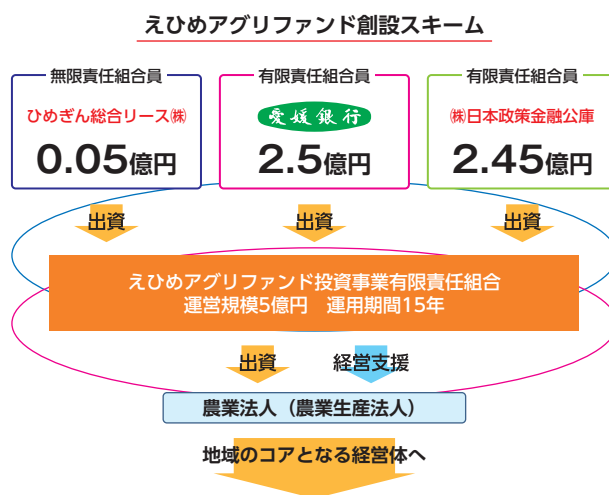 えひめアグリファンド創設スキーム
無限責任組合員
ひめぎん総合リース㈱
0.05億円
有限責任組合員
愛媛銀行
2.5億円
有限責任組合員
㈱日本政策金融公庫
2.45億円
出資
出資
出資
えひめアグリファンド投資事業有限責任組合
運営規模5億円 運用期間15年
出資
経営支援
農業法人（農業生産法人）
地域のコアとなる経営体へ